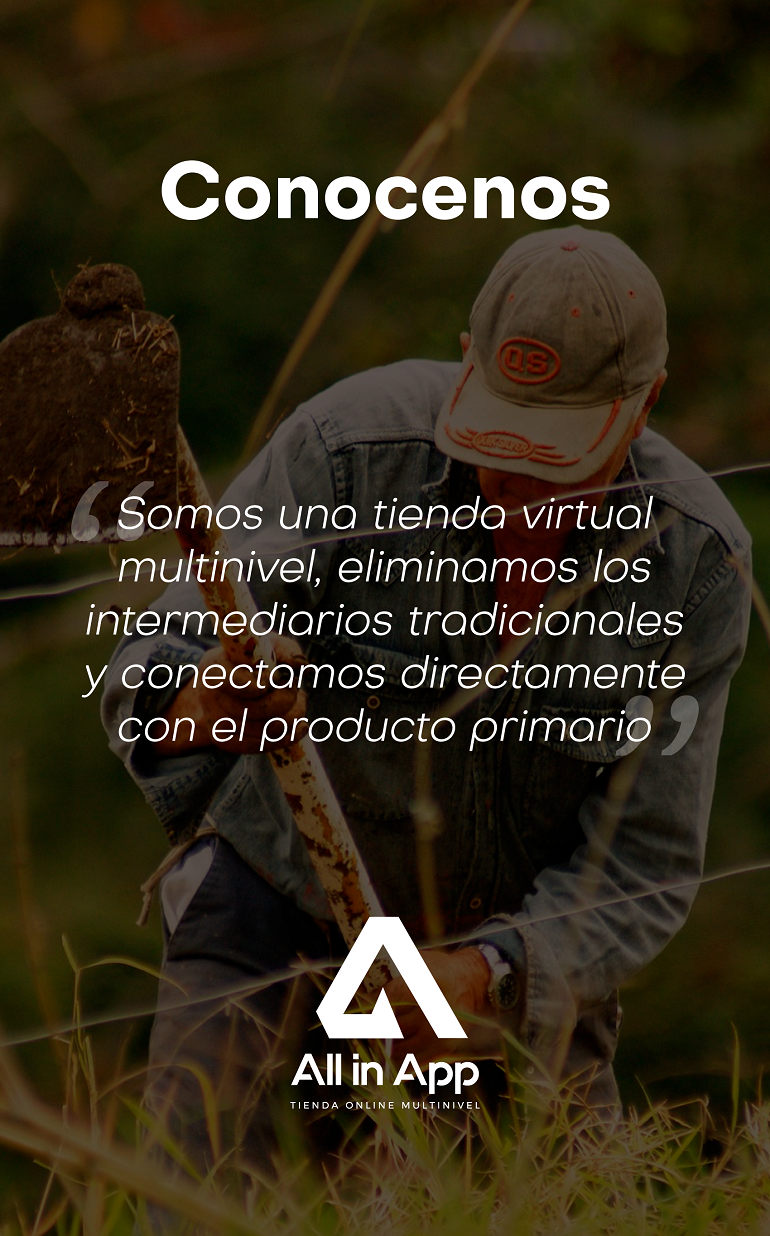 Conocenos
QS
“Somos una tienda virtual
multinivel, eliminamos los
intermediarios tradicionales
y conectamos directamente
con el producto primario”
All in App
TIENDA ONLINE MULTINIVEL